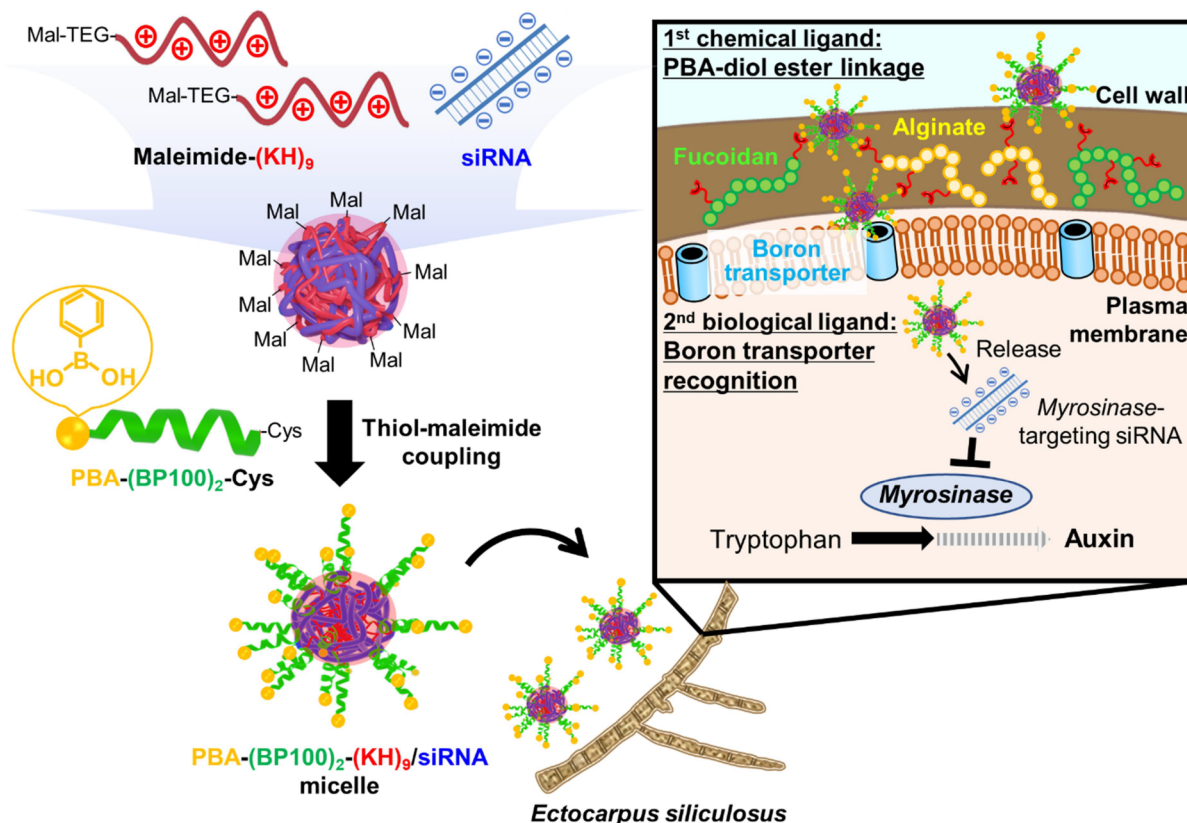 Mal-TEG-
Mal-TEG-
Maleimide-(KH)₉
siRNA
Mal
Mal
Mal
Mal
Mal
Mal
Mal
Mal
Mal
Mal
Mal
B
HO
OH
-Cys
PBA-(BP100)₂-Cys
Thiol-maleimide
coupling
PBA-(BP100)₂-(KH)₉/siRNA
micelle
Ectocarpus siliculosus
1st chemical ligand:
PBA-diol ester linkage
Cell wall
Alginate
Fucoidan
Boron
transporter
Plasma
membrane
2nd biological ligand:
Boron transporter
recognition
Release
Myrosinase-
targeting siRNA
Myrosinase
Tryptophan
Auxin